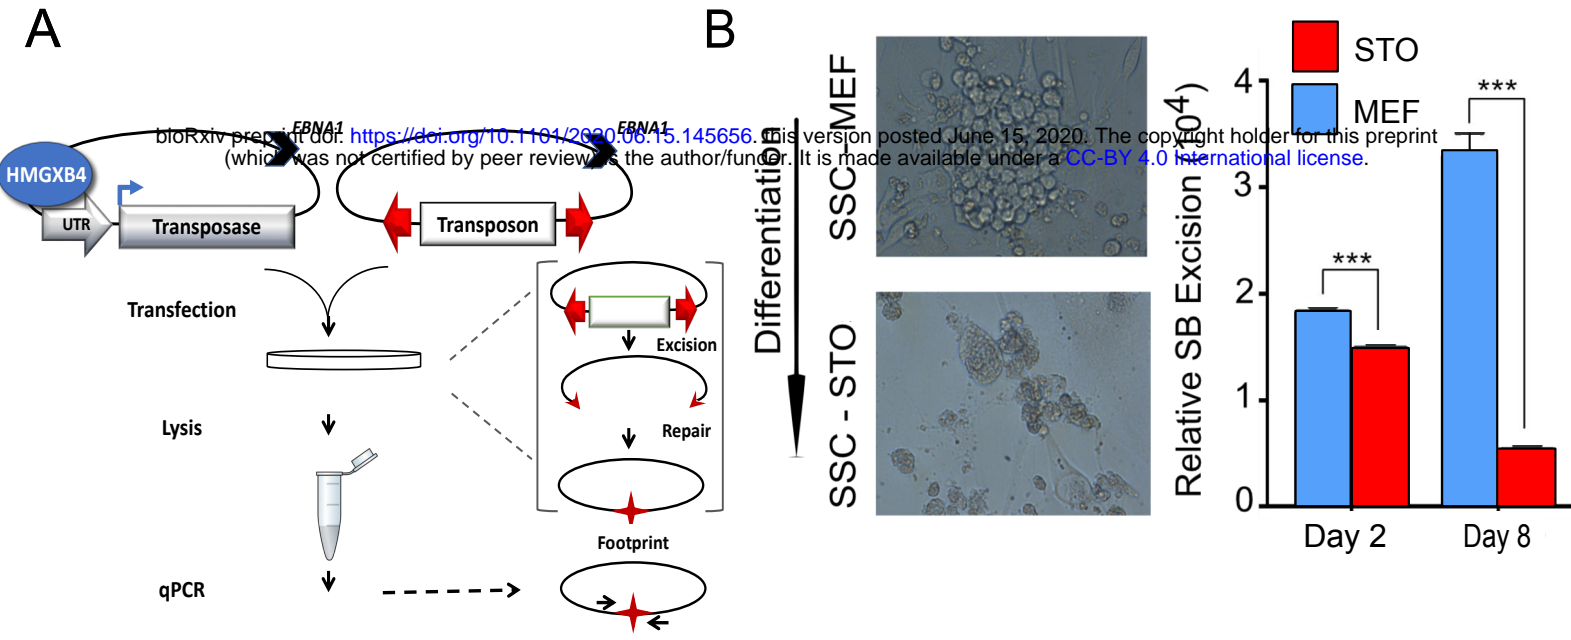 A
B
STO
MEF
EBNA1
EBNA1
bioRxiv preprint doi: https://doi.org/10.1101/2020.06.15.145656. this version posted June 15, 2020. The copyright holder for this preprint
(which was not certified by peer review) is the author/funder. It is made available under a CC-BY 4.0 International license.
HMGXB4
UTR
Transposase
Transposon
Transfection
Excision
Lysis
Repair
Footprint
qPCR
Differentiation
SSC - MEF
SSC - STO
Relative SB Excision (10⁴)
4
3
2
1
0
***
***
Day 2
Day 8